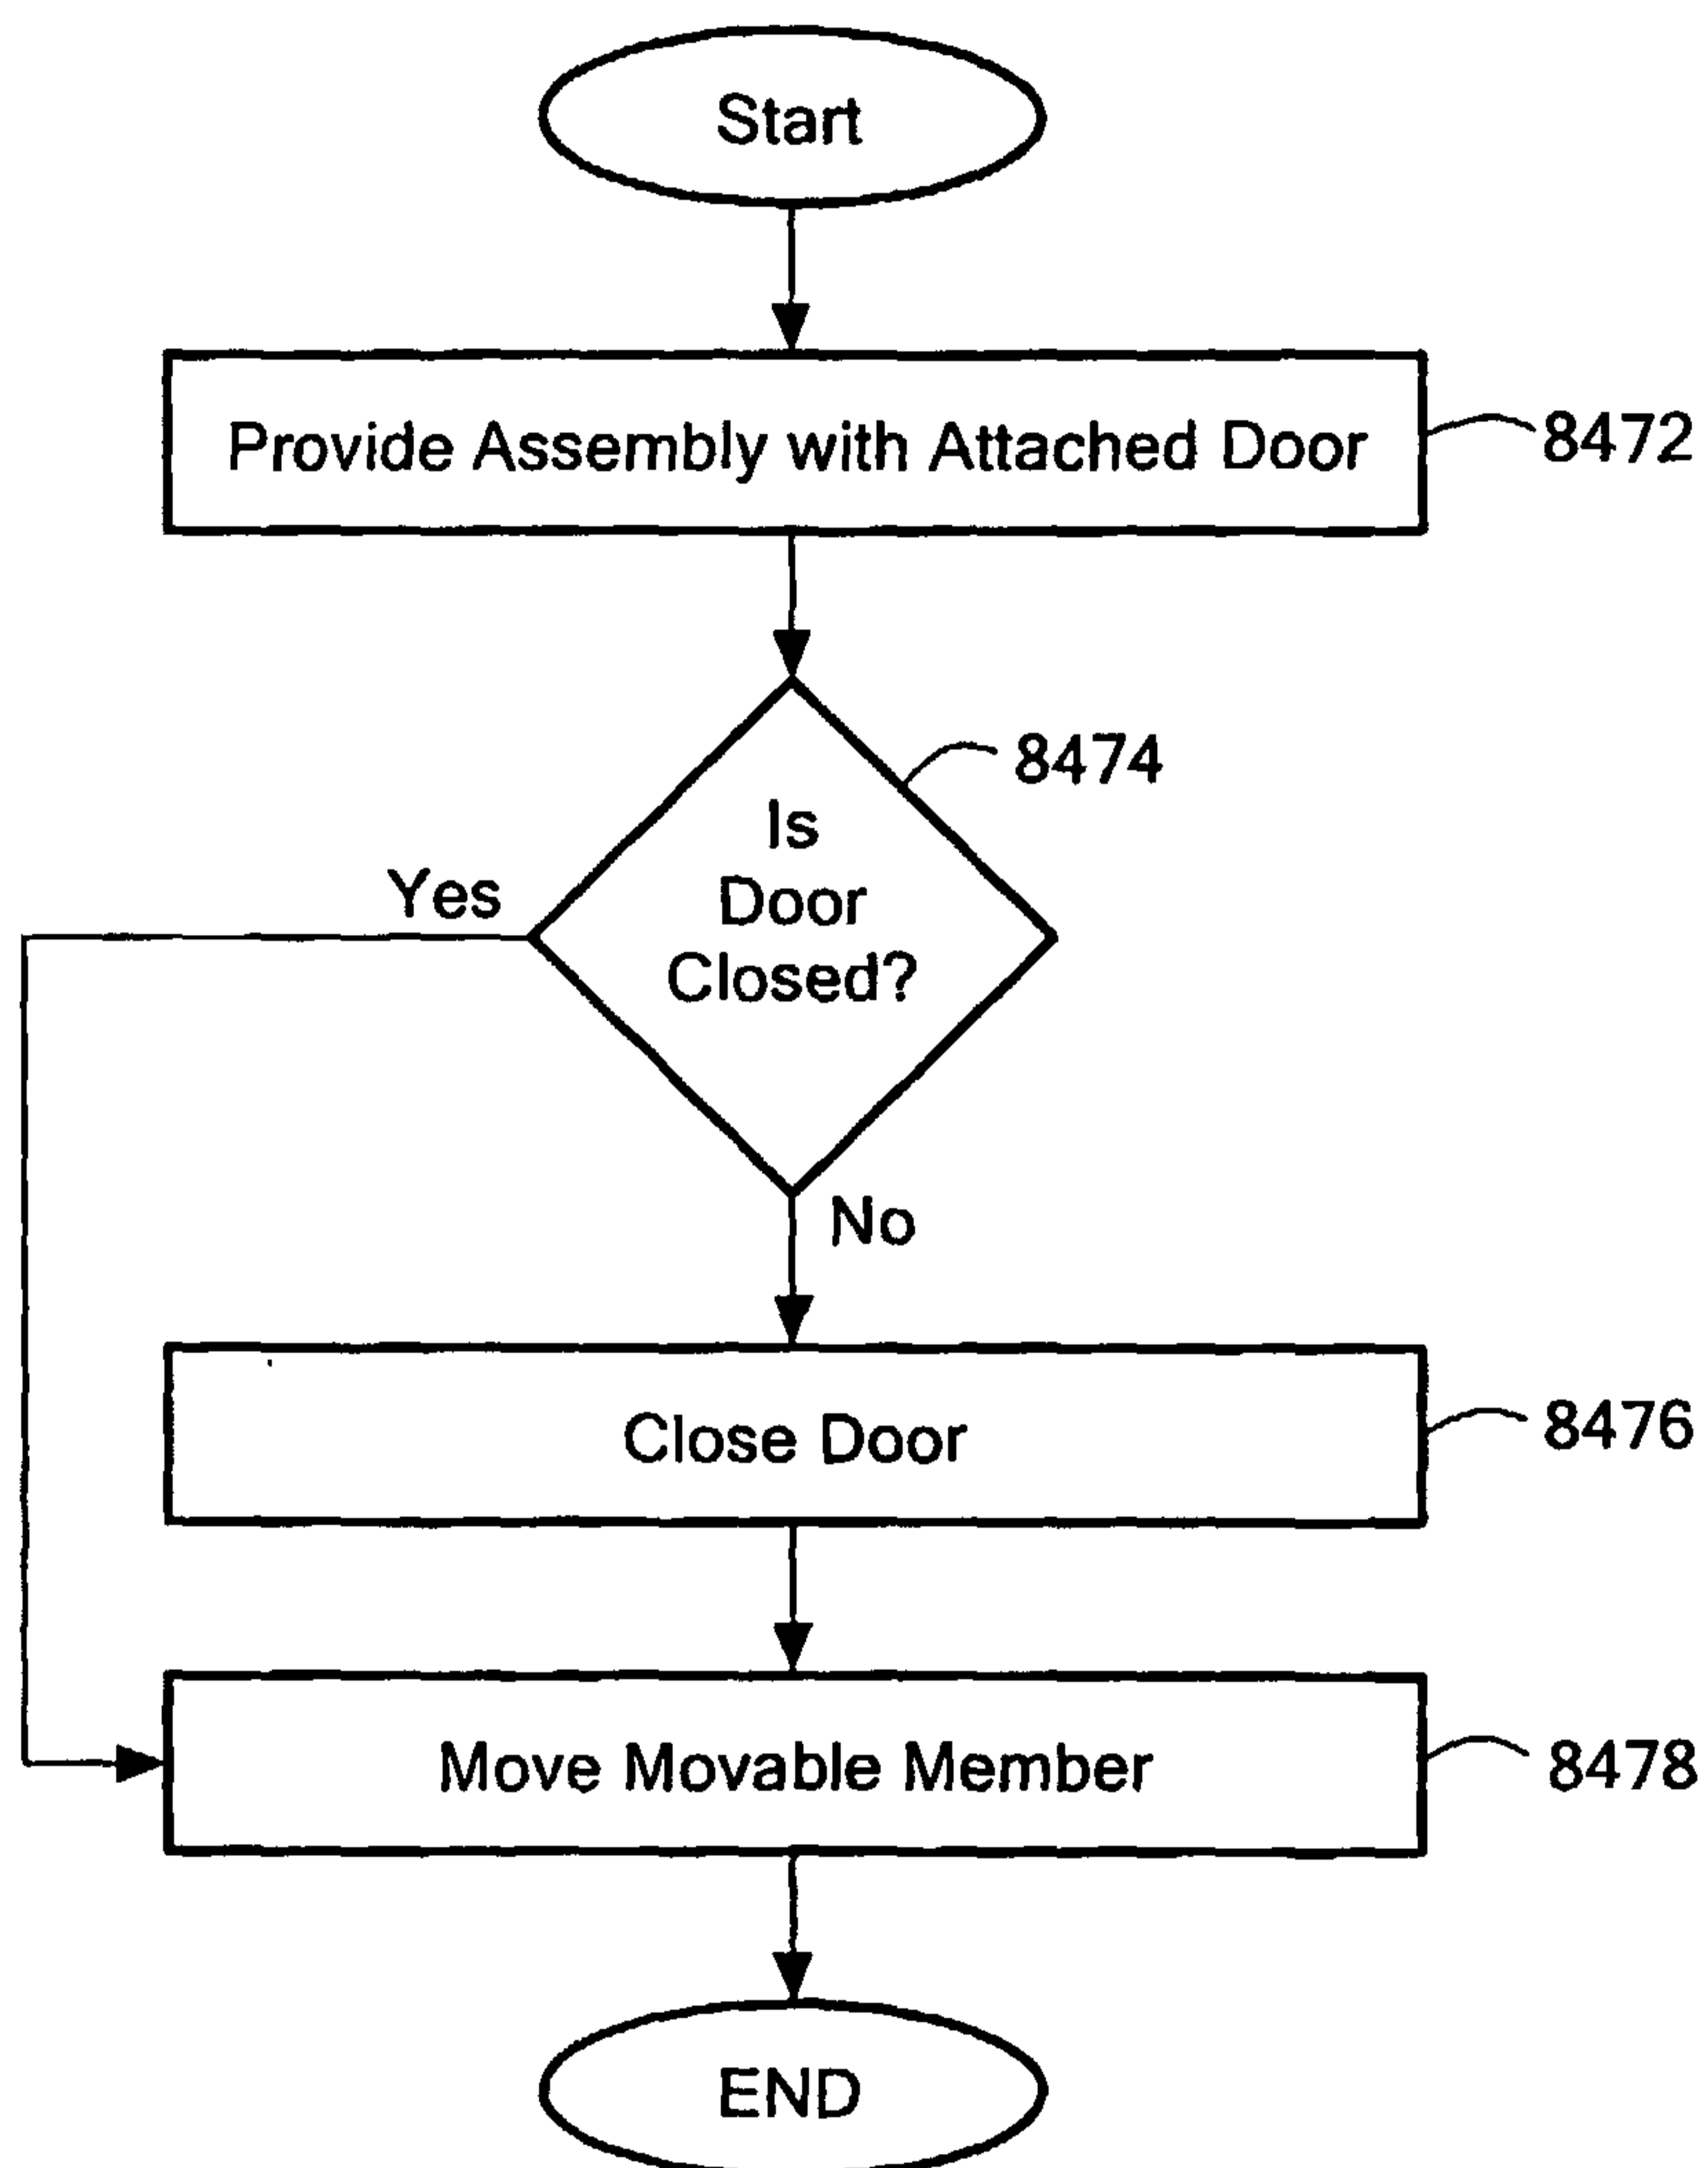 Start
Provide Assembly with Attached Door
8472
8474
Is
Door
Closed?
Yes
No
Close Door
8476
Move Movable Member
8478
END